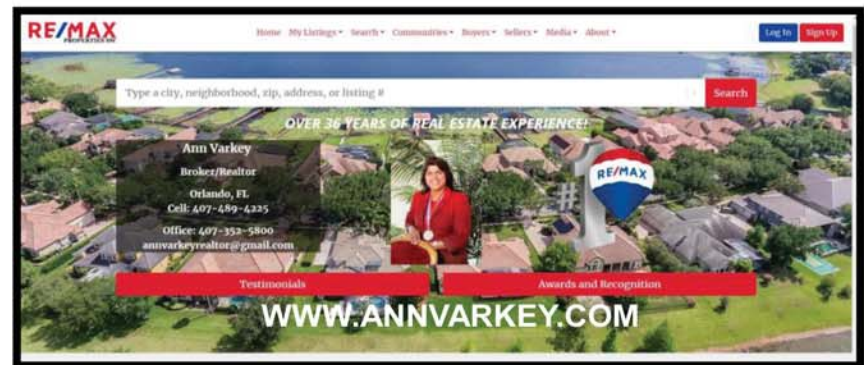 RE/MAX
PROPERTIES SW
Home My Listings Search Communities Buyers Sellers Media About
Log In Sign Up
Type a city, neighborhood, zip, address, or listing #
Search
OVER 36 YEARS OF REAL ESTATE EXPERIENCE!
Ann Varkey
Broker/Realtor
Orlando, FL
Cell: 407-489-4225
Office: 407-352-5800
annvarkeyrealtor@gmail.com
#1
RE/MAX
Testimonials
Awards and Recognition
WWW.ANNVARKEY.COM